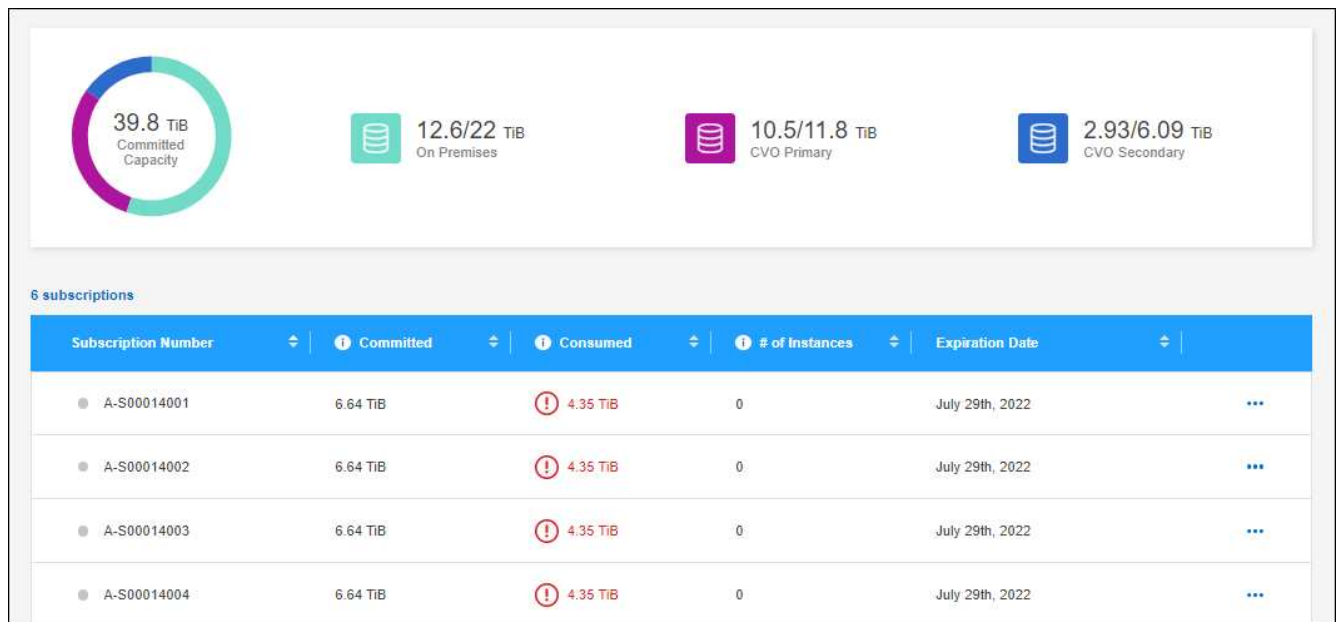 39.8 TiB
Committed
Capacity
12.6/22 TiB
On Premises
10.5/11.8 TiB
CVO Primary
2.93/6.09 TiB
CVO Secondary
6 subscriptions
Subscription Number Committed Consumed # of Instances Expiration Date
A-S00014001 6.64 TiB 4.35 TiB 0 July 29th, 2022
A-S00014002 6.64 TiB 4.35 TiB 0 July 29th, 2022
A-S00014003 6.64 TiB 4.35 TiB 0 July 29th, 2022
A-S00014004 6.64 TiB 4.35 TiB 0 July 29th, 2022